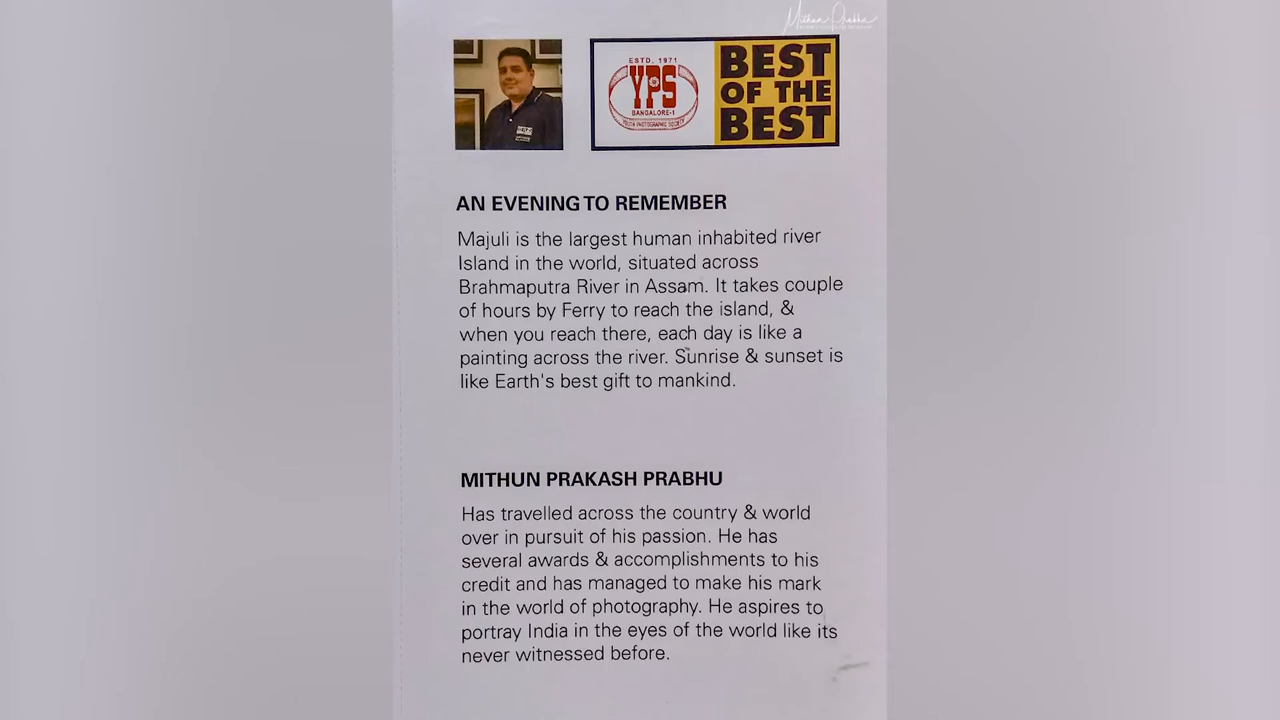 Mithun Prabhu
ESTD. 1971
YPS
BANGALORE-1
YOUTH PHOTOGRAPHIC SOCIETY
BEST
OF THE
BEST
AN EVENING TO REMEMBER
Majuli is the largest human inhabited river
Island in the world, situated across
Brahmaputra River in Assam. It takes couple
of hours by Ferry to reach the island, &
when you reach there, each day is like a
painting across the river. Sunrise & sunset is
like Earth's best gift to mankind.
MITHUN PRAKASH PRABHU
Has travelled across the country & world
over in pursuit of his passion. He has
several awards & accomplishments to his
credit and has managed to make his mark
in the world of photography. He aspires to
portray India in the eyes of the world like its
never witnessed before.